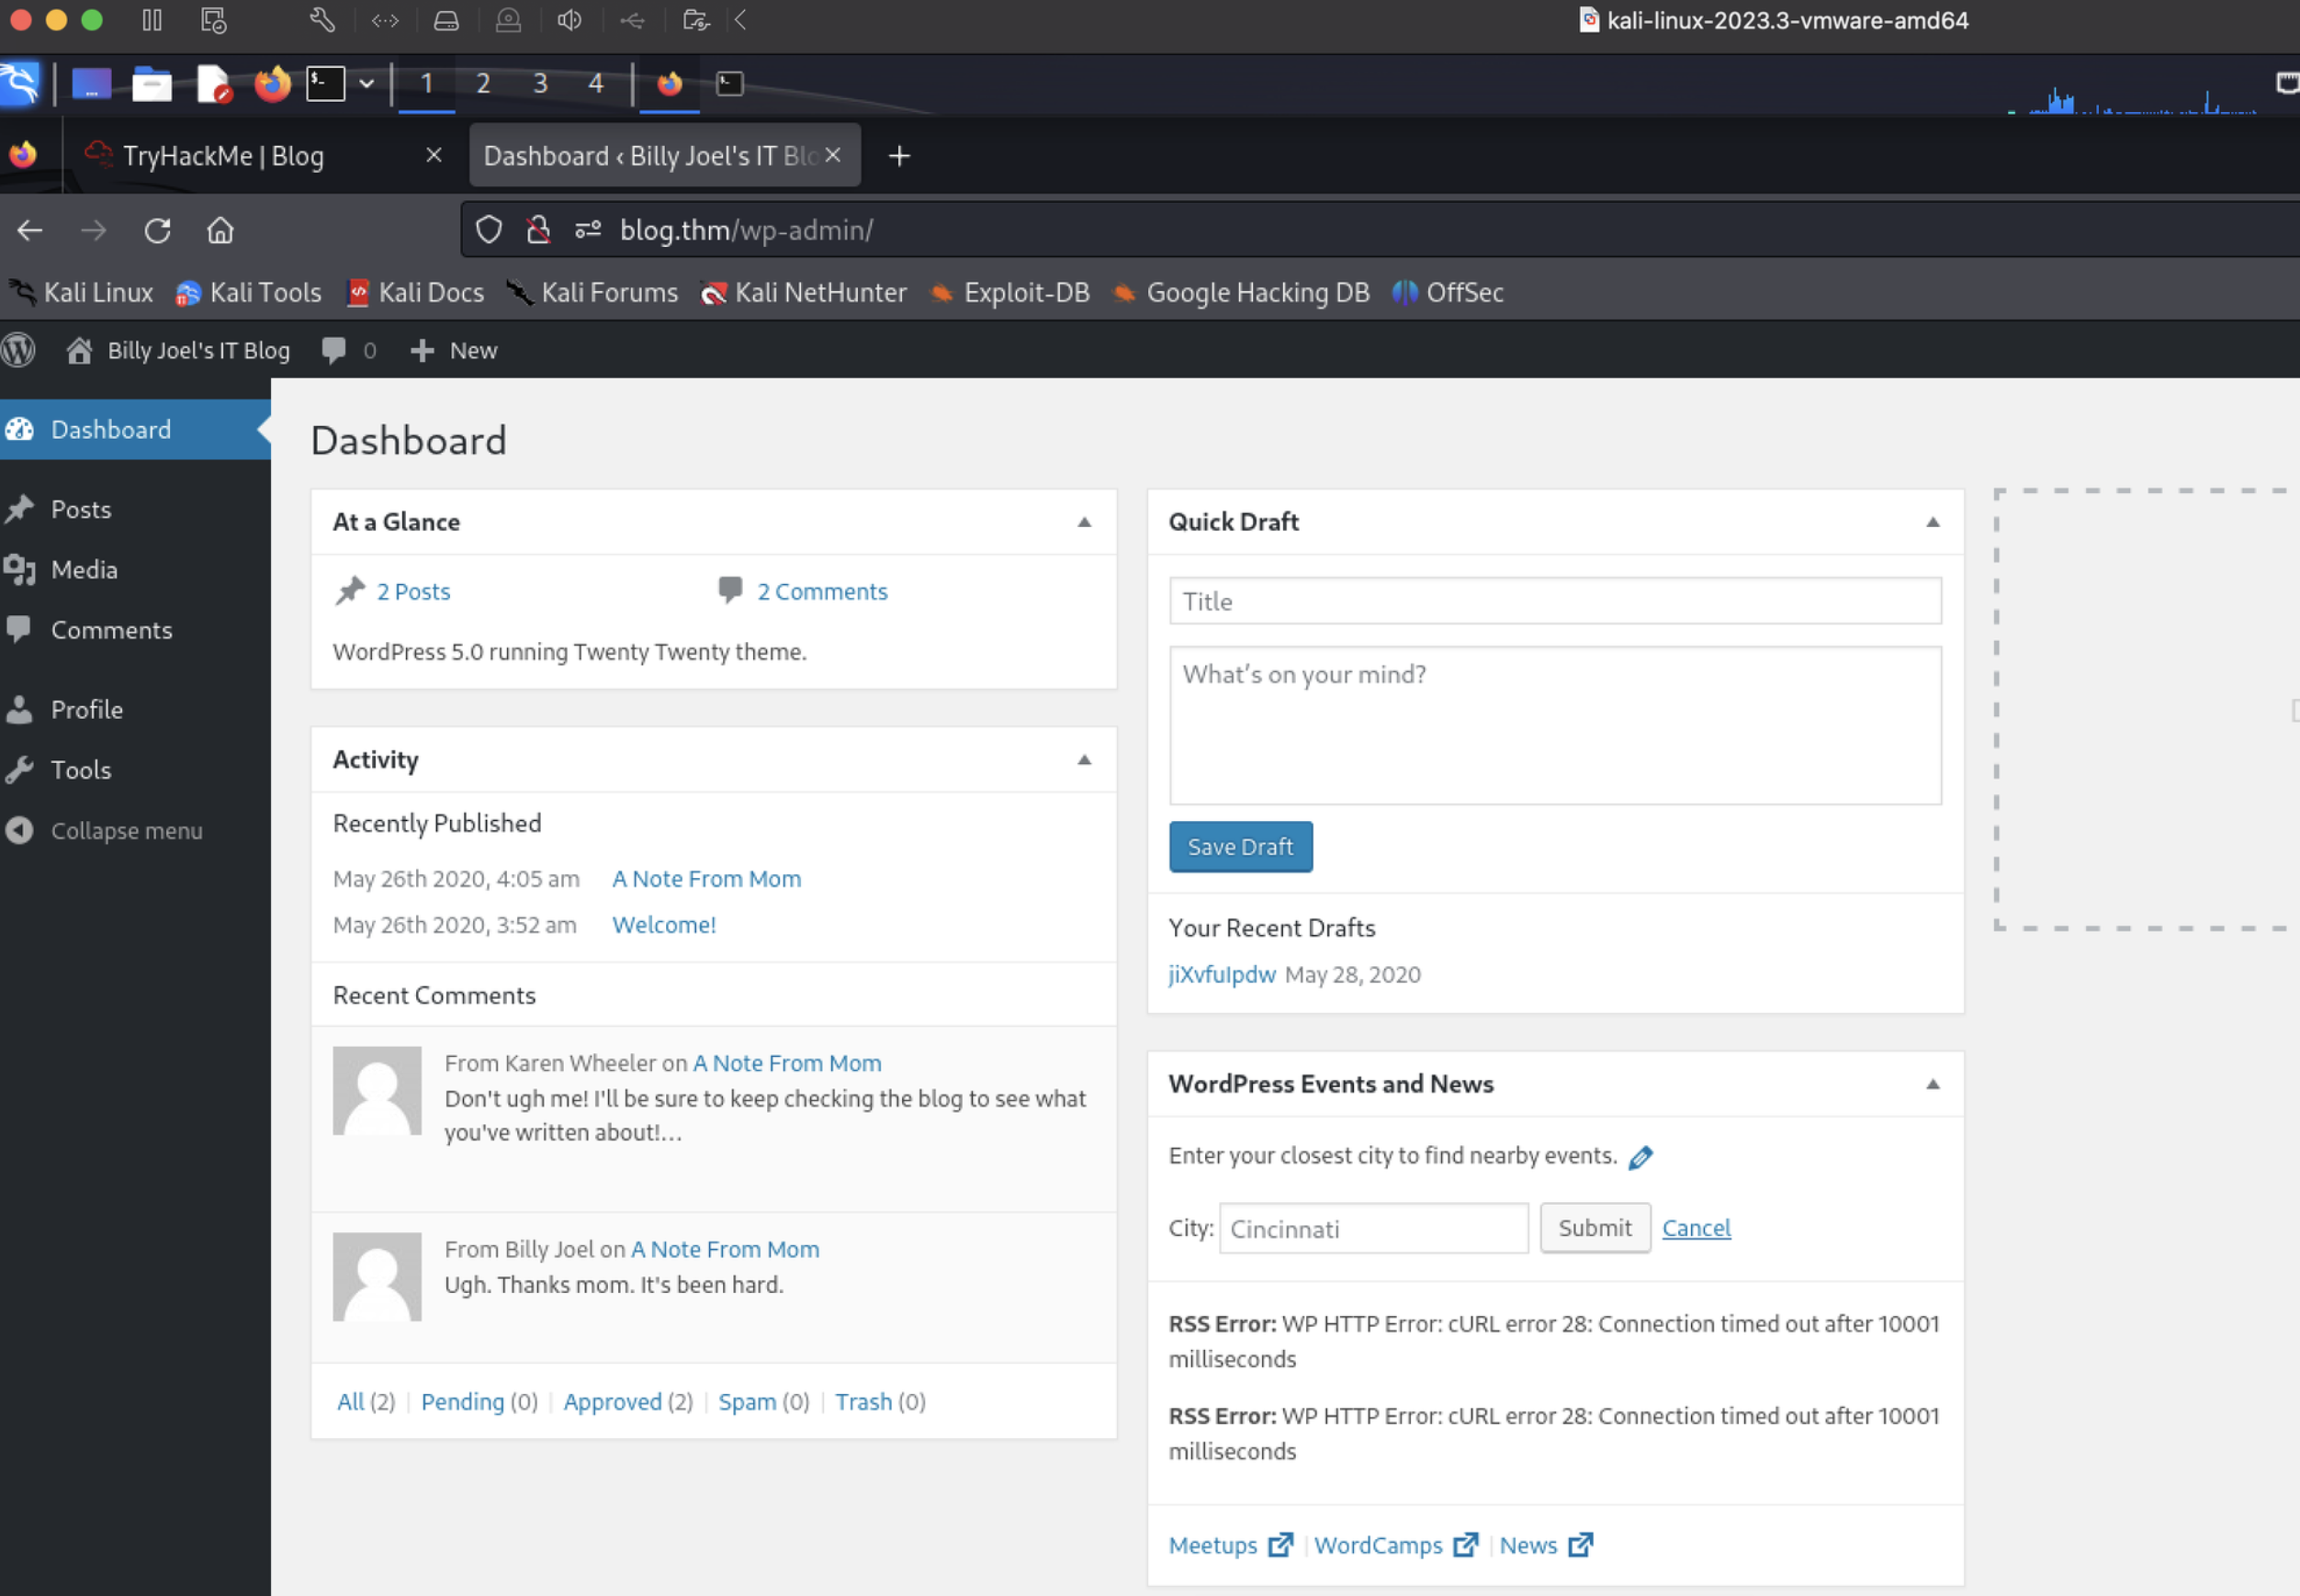 kali-linux-2023.3-vmware-amd64
1 2 3 4
TryHackMe | Blog
Dashboard ‹ Billy Joel's IT Blo
blog.thm/wp-admin/
Kali Linux Kali Tools Kali Docs Kali Forums Kali NetHunter Exploit-DB Google Hacking DB OffSec
Billy Joel's IT Blog 0 New
Dashboard
Posts
Media
Comments
Profile
Tools
Collapse menu
Dashboard
At a Glance
2 Posts 2 Comments
WordPress 5.0 running Twenty Twenty theme.
Activity
Recently Published
May 26th 2020, 4:05 am A Note From Mom
May 26th 2020, 3:52 am Welcome!
Recent Comments
From Karen Wheeler on A Note From Mom
Don't ugh me! I'll be sure to keep checking the blog to see what
you've written about!…
From Billy Joel on A Note From Mom
Ugh. Thanks mom. It's been hard.
All (2) | Pending (0) | Approved (2) | Spam (0) | Trash (0)
Quick Draft
Title
What's on your mind?
Save Draft
Your Recent Drafts
jiXvfuIpdw May 28, 2020
WordPress Events and News
Enter your closest city to find nearby events.
City: Cincinnati Submit Cancel
RSS Error: WP HTTP Error: cURL error 28: Connection timed out after 10001
milliseconds
RSS Error: WP HTTP Error: cURL error 28: Connection timed out after 10001
milliseconds
Meetups | WordCamps | News